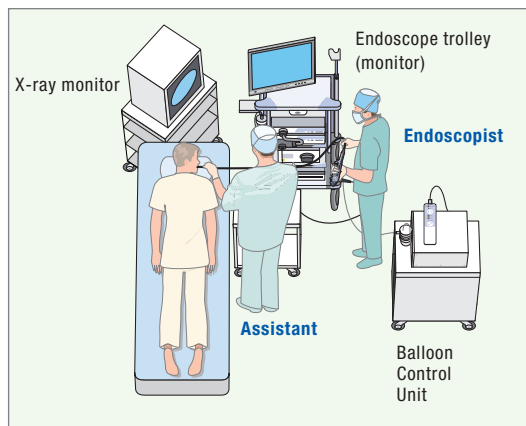 Endoscope trolley
(monitor)
X-ray monitor
Endoscopist
Assistant
Balloon
Control
Unit